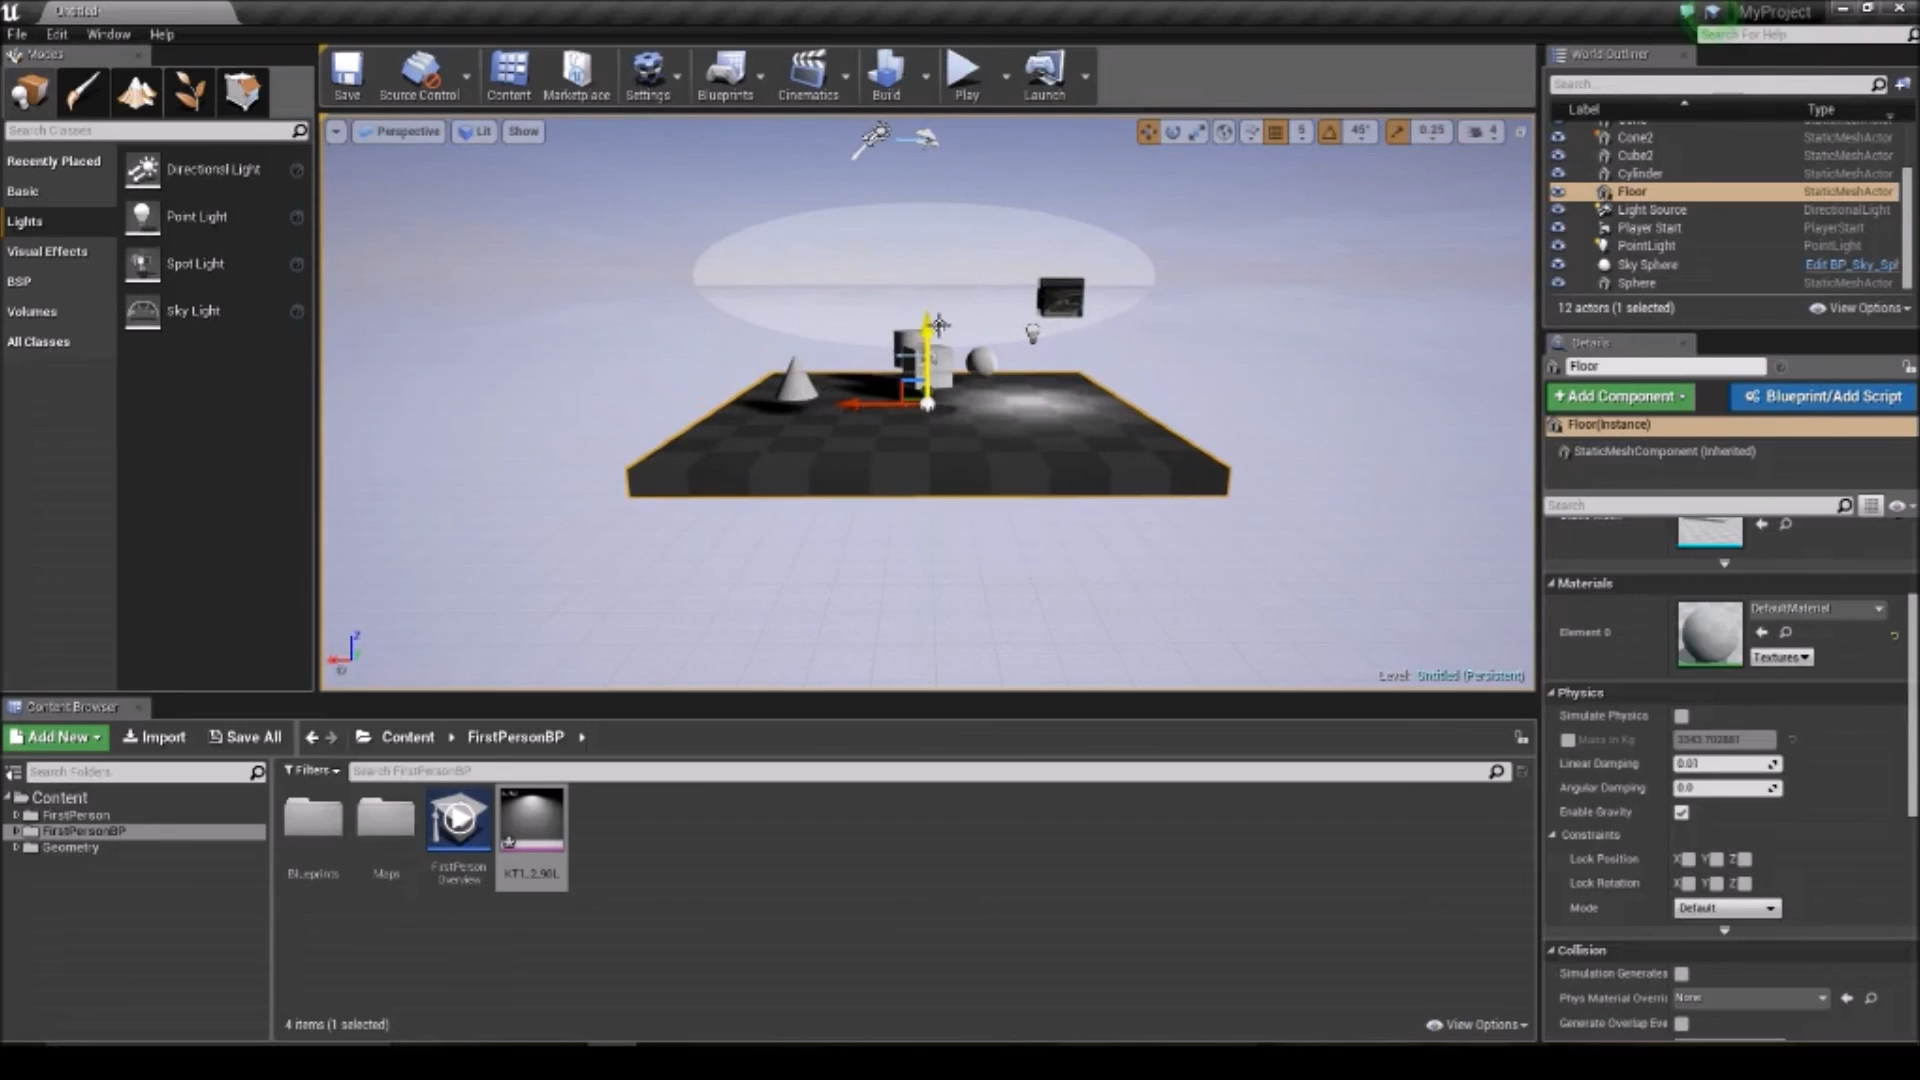 Untitled
MyProject
File Edit Window Help
Search For Help
Modes
Save Source Control Content Marketplace Settings Blueprints Cinematics Build Play Launch
Search Classes
Recently Placed
Basic
Lights
Visual Effects
BSP
Volumes
All Classes
Directional Light
Point Light
Spot Light
Sky Light
Perspective Lit Show
5 45° 0.25 4
Level: Untitled (Persistent)
World Outliner
Search...
Label Type
Cone2 StaticMeshActor
Cube2 StaticMeshActor
Cylinder StaticMeshActor
Floor StaticMeshActor
Light Source DirectionalLight
Player Start PlayerStart
PointLight PointLight
Sky Sphere Edit BP_Sky_Sph
Sphere StaticMeshActor
12 actors (1 selected) View Options
Details
Floor
+ Add Component Blueprint/Add Script
Floor(Instance)
StaticMeshComponent (Inherited)
Search
Materials
Element 0 DefaultMaterial
Textures
Physics
Simulate Physics
Mass in Kg
Linear Damping 0.01
Angular Damping 0.0
Enable Gravity
Constraints
Lock Position X Y Z
Lock Rotation X Y Z
Mode Default
Collision
Simulation Generates
Phys Material Overri None
Generate Overlap Eve
Content Browser
Add New Import Save All Content FirstPersonBP
Search Folders
Content
FirstPerson
FirstPersonBP
Geometry
Filters Search FirstPersonBP
Blueprints
Maps
FirstPerson
Overview
4 items (1 selected) View Options